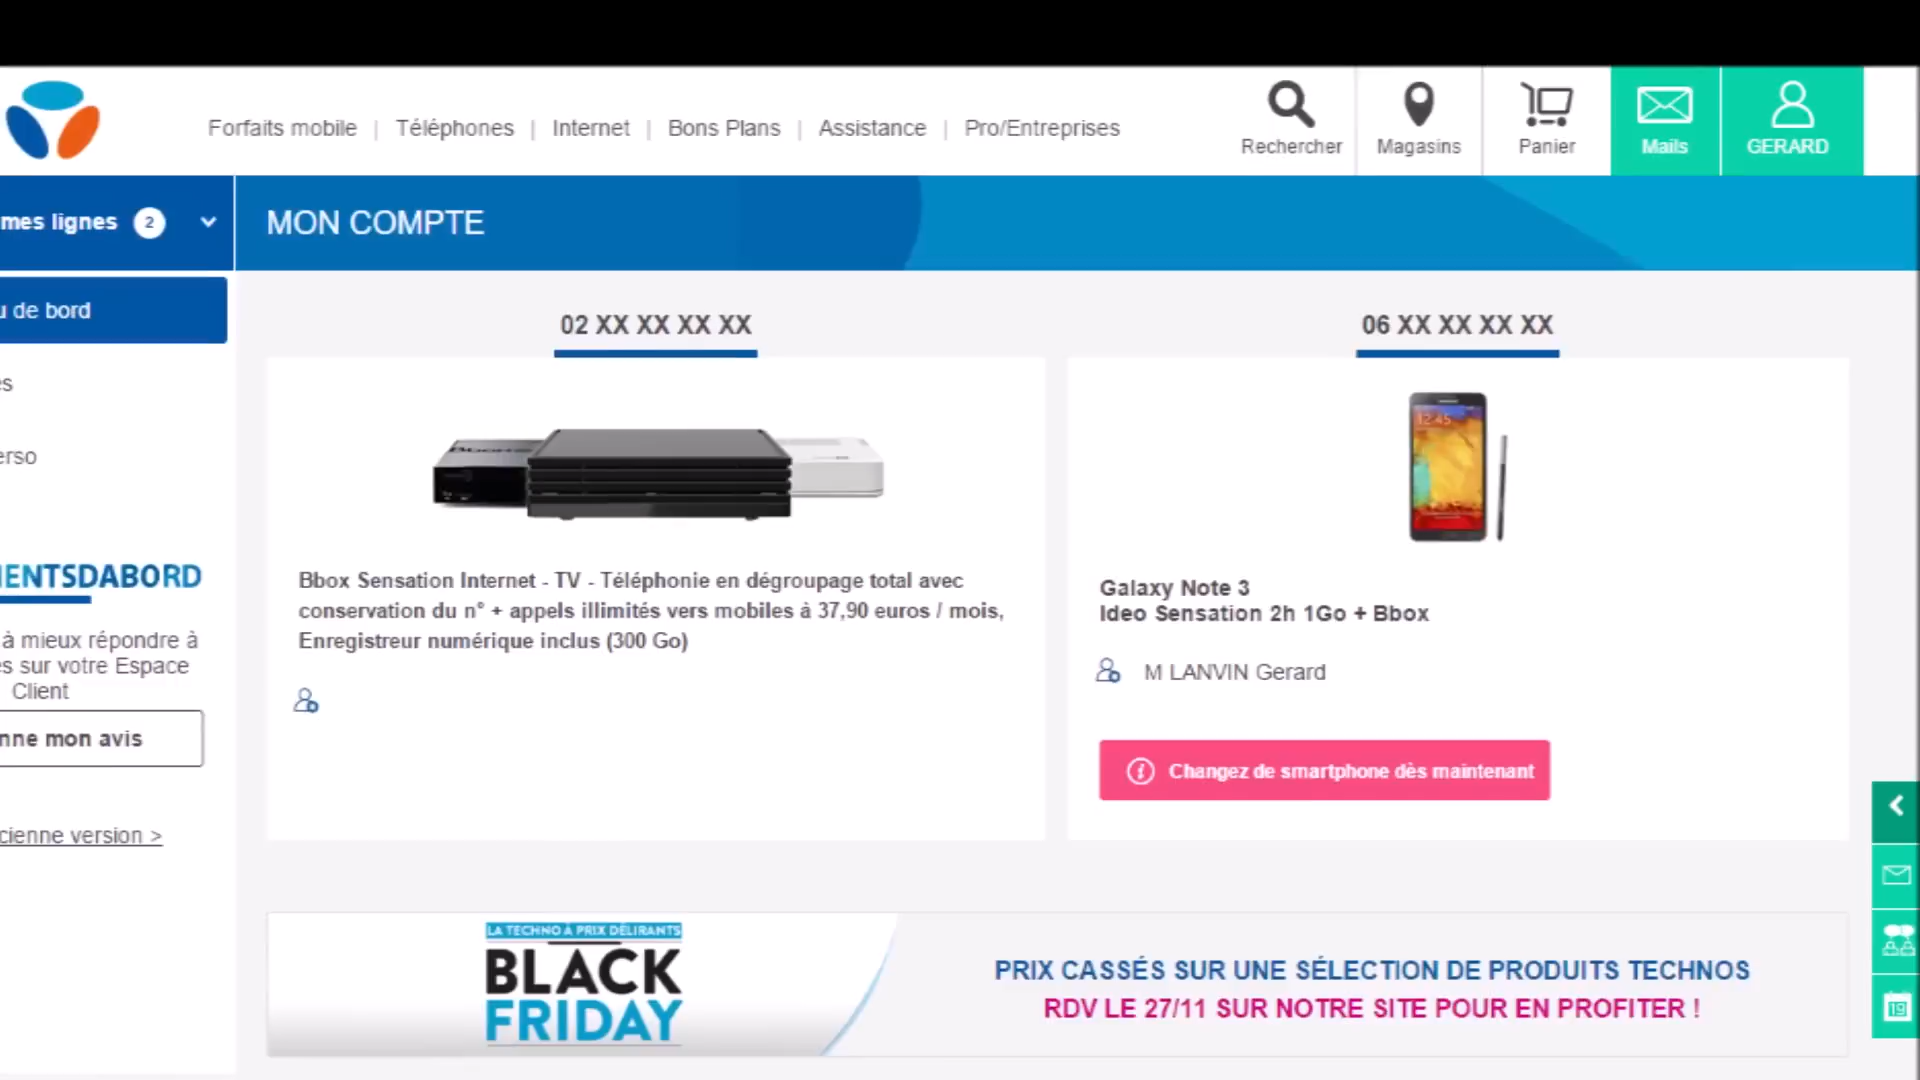 Forfaits mobile | Téléphones | Internet | Bons Plans | Assistance | Pro/Entreprises
Rechercher
Magasins
Panier
Mails
GERARD
mes lignes 2
MON COMPTE
u de bord
es
erso
IENTSDABORD
à mieux répondre à
es sur votre Espace
Client
nne mon avis
cienne version >
02 XX XX XX XX
Bbox Sensation Internet - TV - Téléphonie en dégroupage total avec
conservation du n° + appels illimités vers mobiles à 37,90 euros / mois,
Enregistreur numérique inclus (300 Go)
06 XX XX XX XX
12:45
Galaxy Note 3
Ideo Sensation 2h 1Go + Bbox
M LANVIN Gerard
Changez de smartphone dès maintenant
LA TECHNO À PRIX DÉLIRANTS
BLACK
FRIDAY
PRIX CASSÉS SUR UNE SÉLECTION DE PRODUITS TECHNOS
RDV LE 27/11 SUR NOTRE SITE POUR EN PROFITER !
19